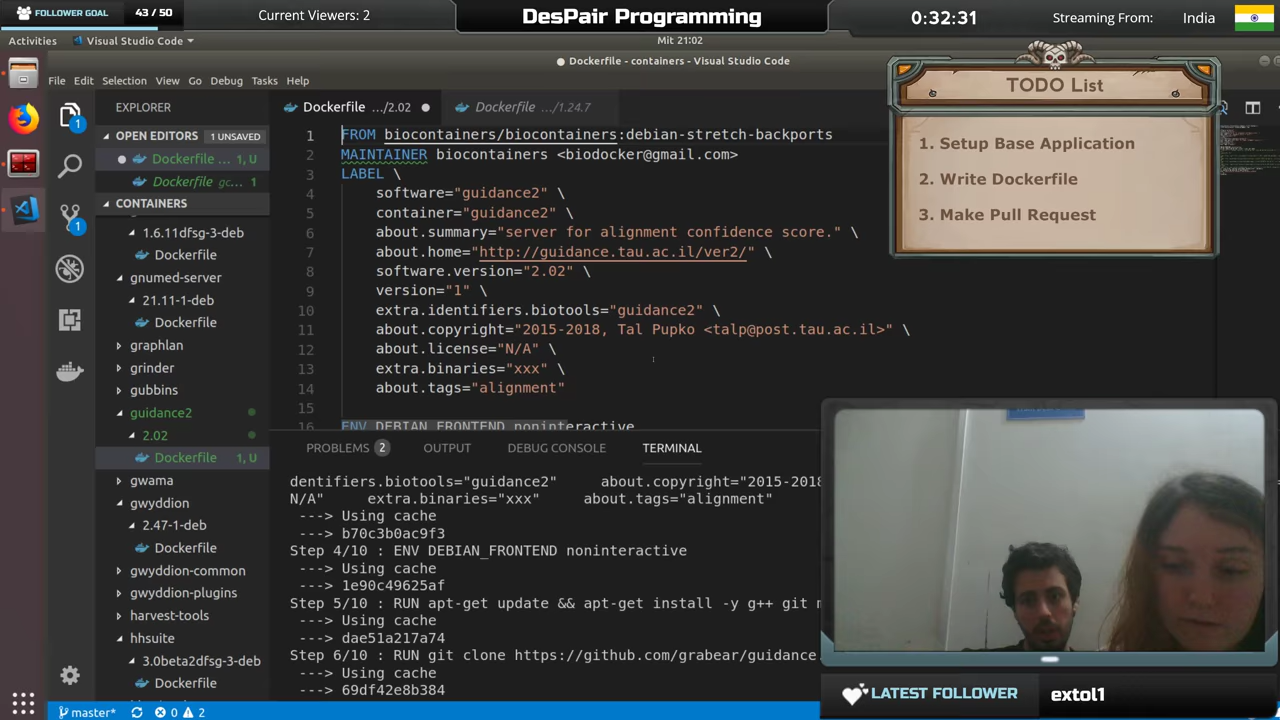 FOLLOWER GOAL
43 / 50
Current Viewers: 2
DesPair Programming
0:32:31
Streaming From:
India
Activities
Visual Studio Code
Mit 21:02
Dockerfile - containers - Visual Studio Code
File Edit Selection View Go Debug Tasks Help
TODO List
1. Setup Base Application
2. Write Dockerfile
3. Make Pull Request
EXPLORER
OPEN EDITORS 1 UNSAVED
Dockerfile ... 1, U
Dockerfile gc... 1
CONTAINERS
1.6.11dfsg-3-deb
Dockerfile
gnumed-server
21.11-1-deb
Dockerfile
graphlan
grinder
gubbins
guidance2
2.02
Dockerfile 1, U
gwama
gwyddion
2.47-1-deb
Dockerfile
gwyddion-common
gwyddion-plugins
harvest-tools
hhsuite
3.0beta2dfsg-3-deb
Dockerfile
1
1
Dockerfile .../2.02
Dockerfile .../1.24.7
1 FROM biocontainers/biocontainers:debian-stretch-backports
2 MAINTAINER biocontainers <biodocker@gmail.com>
3 LABEL \
4 software="guidance2" \
5 container="guidance2" \
6 about.summary="server for alignment confidence score." \
7 about.home="http://guidance.tau.ac.il/ver2/" \
8 software.version="2.02" \
9 version="1" \
10 extra.identifiers.biotools="guidance2" \
11 about.copyright="2015-2018, Tal Pupko <talp@post.tau.ac.il>" \
12 about.license="N/A" \
13 extra.binaries="xxx" \
14 about.tags="alignment"
15
16 ENV DEBIAN_FRONTEND noninteractive
PROBLEMS 2 OUTPUT DEBUG CONSOLE TERMINAL
dentifiers.biotools="guidance2" about.copyright="2015-2018
N/A" extra.binaries="xxx" about.tags="alignment"
---> Using cache
---> b70c3b0ac9f3
Step 4/10 : ENV DEBIAN_FRONTEND noninteractive
---> Using cache
---> 1e90c49625af
Step 5/10 : RUN apt-get update && apt-get install -y g++ git m
---> Using cache
---> dae51a217a74
Step 6/10 : RUN git clone https://github.com/grabear/guidance
---> Using cache
---> 69df42e8b384
master* 0 2
LATEST FOLLOWER
extol1